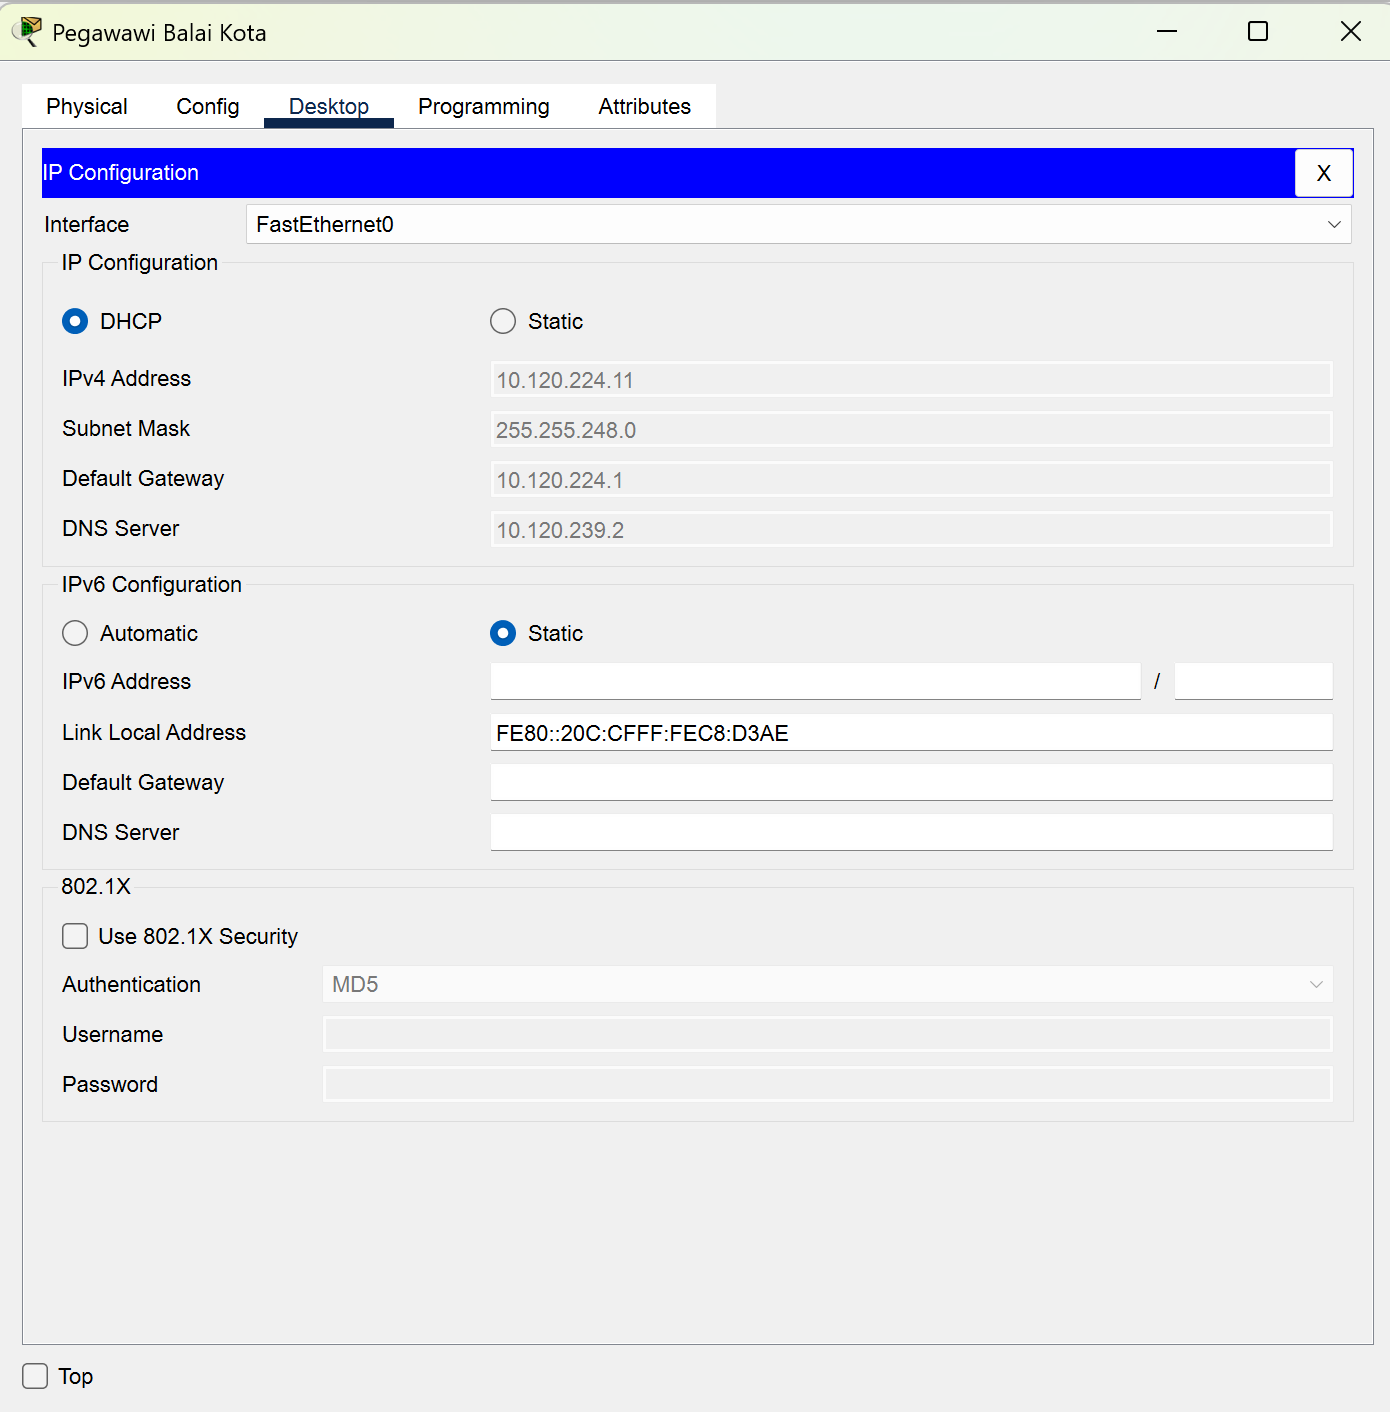 Pegawawi Balai Kota
Physical Config Desktop Programming Attributes
IP Configuration X
Interface FastEthernet0
IP Configuration
DHCP Static
IPv4 Address 10.120.224.11
Subnet Mask 255.255.248.0
Default Gateway 10.120.224.1
DNS Server 10.120.239.2
IPv6 Configuration
Automatic Static
IPv6 Address /
Link Local Address FE80::20C:CFFF:FEC8:D3AE
Default Gateway
DNS Server
802.1X
Use 802.1X Security
Authentication MD5
Username
Password
Top